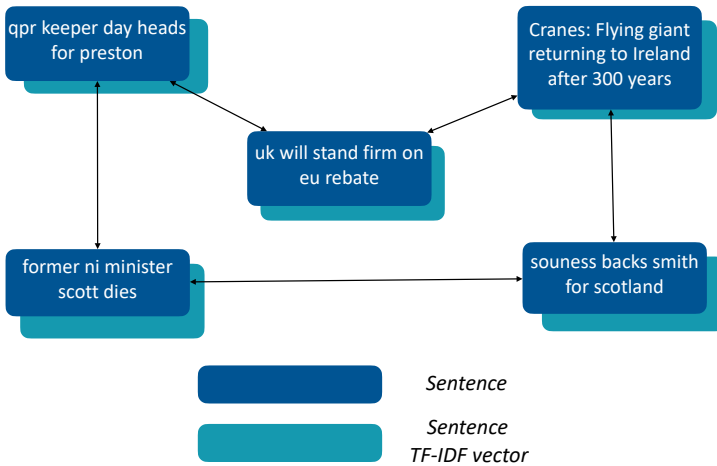 qpr keeper day heads
for preston
Cranes: Flying giant
returning to Ireland
after 300 years
uk will stand firm on
eu rebate
former ni minister
scott dies
souness backs smith
for scotland
Sentence
Sentence
TF-IDF vector